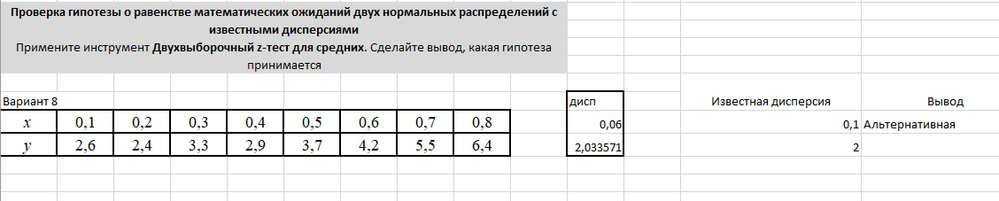 Проверка гипотезы о равенстве математических ожиданий двух нормальных распределений с
известными дисперсиями
Примените инструмент Двухвыборочный z-тест для средних. Сделайте вывод, какая гипотеза
принимается
Вариант 8 дисп Известная дисперсия Вывод
x 0,1 0,2 0,3 0,4 0,5 0,6 0,7 0,8 0,06 0,1 Альтернативная
y 2,6 2,4 3,3 2,9 3,7 4,2 5,5 6,4 2,033571 2